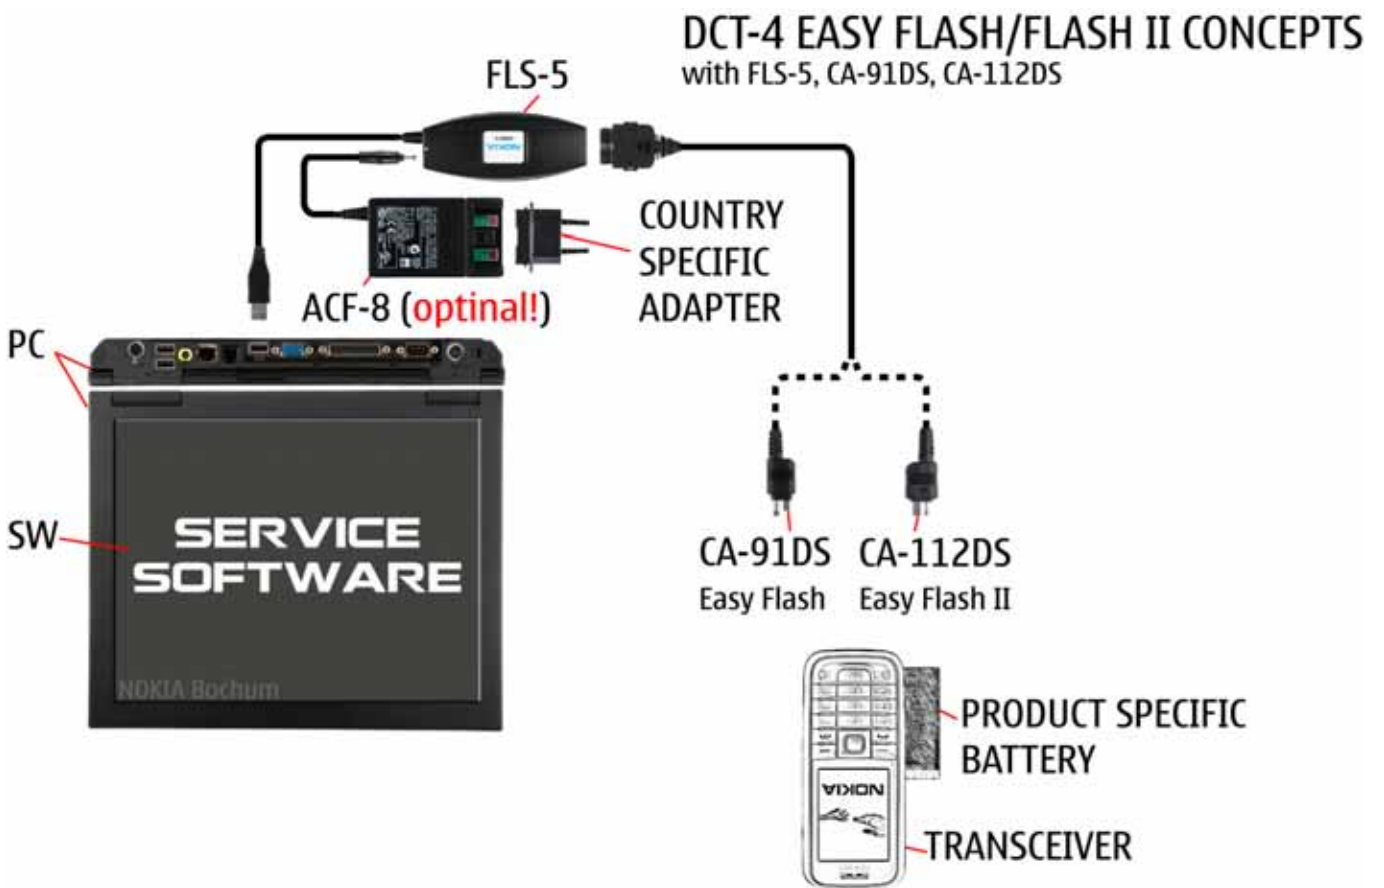 DCT-4 EASY FLASH/FLASH II CONCEPTS
with FLS-5, CA-91DS, CA-112DS
FLS-5
NOKIA
COUNTRY
SPECIFIC
ADAPTER
ACF-8 (optinal!)
PC
SW
SERVICE
SOFTWARE
NOKIA Bochum
CA-91DS
Easy Flash
CA-112DS
Easy Flash II
PRODUCT SPECIFIC
BATTERY
NOKIA
TRANSCEIVER